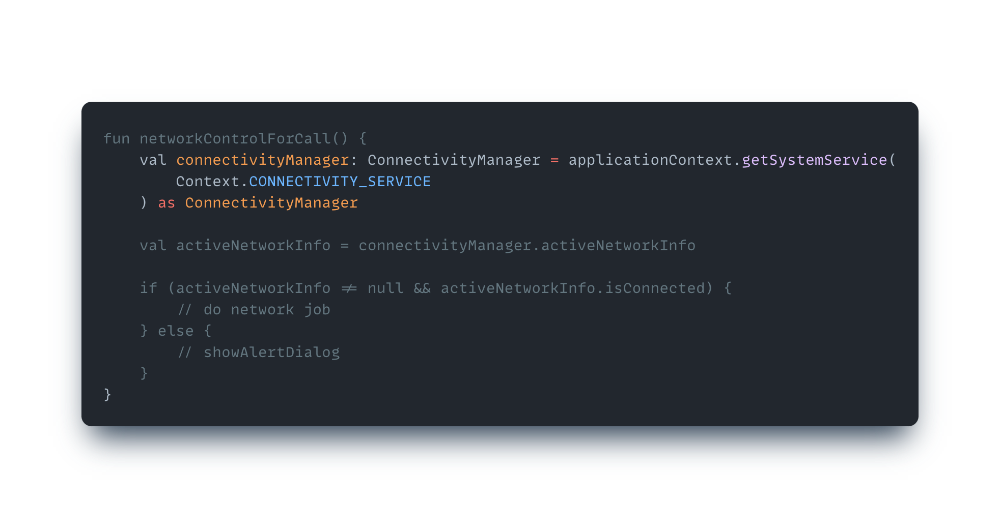 fun networkControlForCall() {
    val connectivityManager: ConnectivityManager = applicationContext.getSystemService(
        Context.CONNECTIVITY_SERVICE
    ) as ConnectivityManager

    val activeNetworkInfo = connectivityManager.activeNetworkInfo

    if (activeNetworkInfo != null && activeNetworkInfo.isConnected) {
        // do network job
    } else {
        // showAlertDialog
    }
}